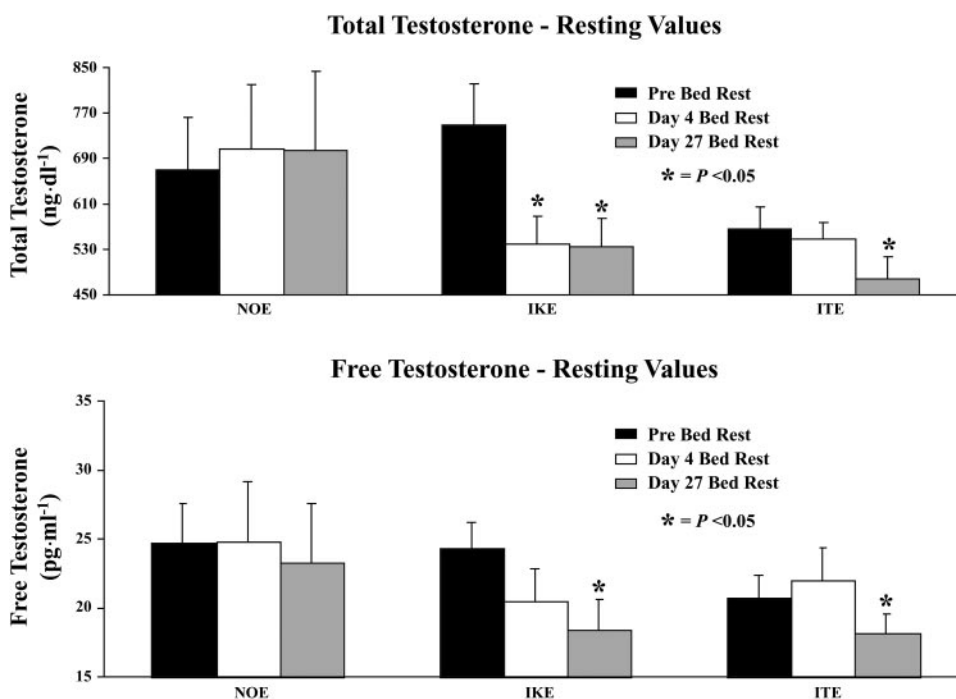 Total Testosterone - Resting Values
Total Testosterone
(ng·dl⁻¹)
850
770
690
610
530
450
Pre Bed Rest
Day 4 Bed Rest
Day 27 Bed Rest
* = P <0.05
*
*
*
NOE
IKE
ITE
Free Testosterone - Resting Values
Free Testosterone
(pg·ml⁻¹)
35
30
25
20
15
Pre Bed Rest
Day 4 Bed Rest
Day 27 Bed Rest
* = P <0.05
*
*
NOE
IKE
ITE